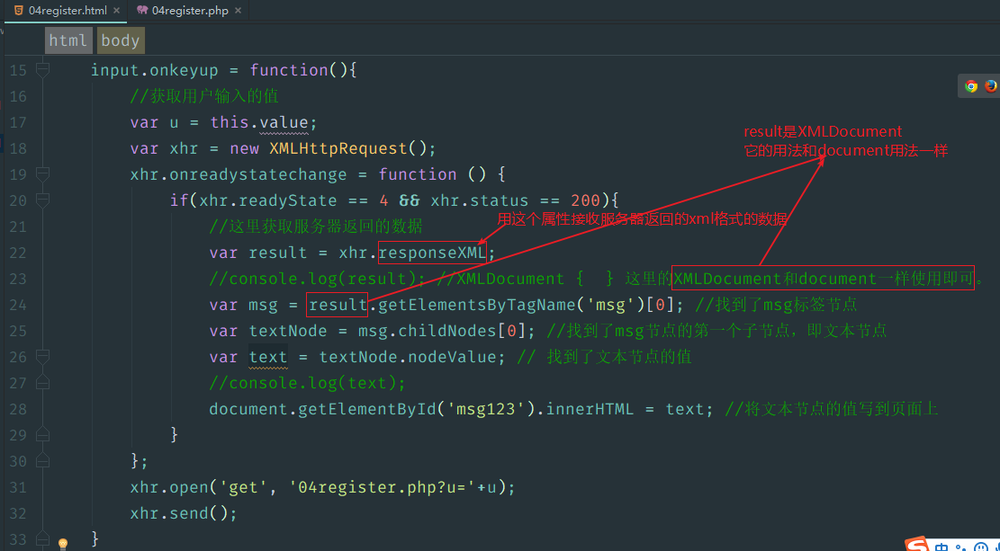 04register.html × 04register.php ×
html body
result是XMLDocument
它的用法和document用法一样
用这个属性接收服务器返回的xml格式的数据
15 input.onkeyup = function(){
16 //获取用户输入的值
17 var u = this.value;
18 var xhr = new XMLHttpRequest();
19 xhr.onreadystatechange = function () {
20 if(xhr.readyState == 4 && xhr.status == 200){
21 //这里获取服务器返回的数据
22 var result = xhr.responseXML;
23 //console.log(result); //XMLDocument { } 这里的XMLDocument和document一样使用即可。
24 var msg = result.getElementsByTagName('msg')[0]; //找到了msg标签节点
25 var textNode = msg.childNodes[0]; //找到了msg节点的第一个子节点，即文本节点
26 var text = textNode.nodeValue; // 找到了文本节点的值
27 //console.log(text);
28 document.getElementById('msg123').innerHTML = text; //将文本节点的值写到页面上
29 }
30 };
31 xhr.open('get', '04register.php?u='+u);
32 xhr.send();
33 }
中